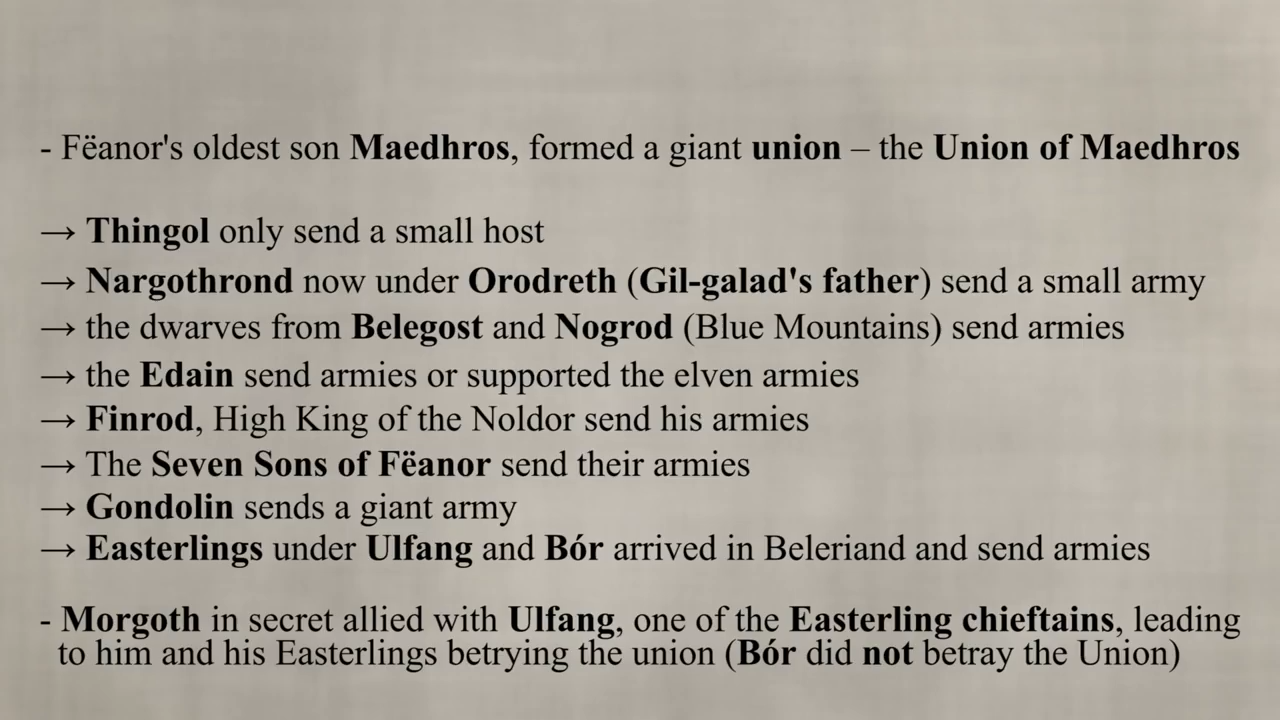 - Fëanor's oldest son Maedhros, formed a giant union – the Union of Maedhros
→ Thingol only send a small host
→ Nargothrond now under Orodreth (Gil-galad's father) send a small army
→ the dwarves from Belegost and Nogrod (Blue Mountains) send armies
→ the Edain send armies or supported the elven armies
→ Finrod, High King of the Noldor send his armies
→ The Seven Sons of Fëanor send their armies
→ Gondolin sends a giant army
→ Easterlings under Ulfang and Bór arrived in Beleriand and send armies
- Morgoth in secret allied with Ulfang, one of the Easterling chieftains, leading
to him and his Easterlings betrying the union (Bór did not betray the Union)